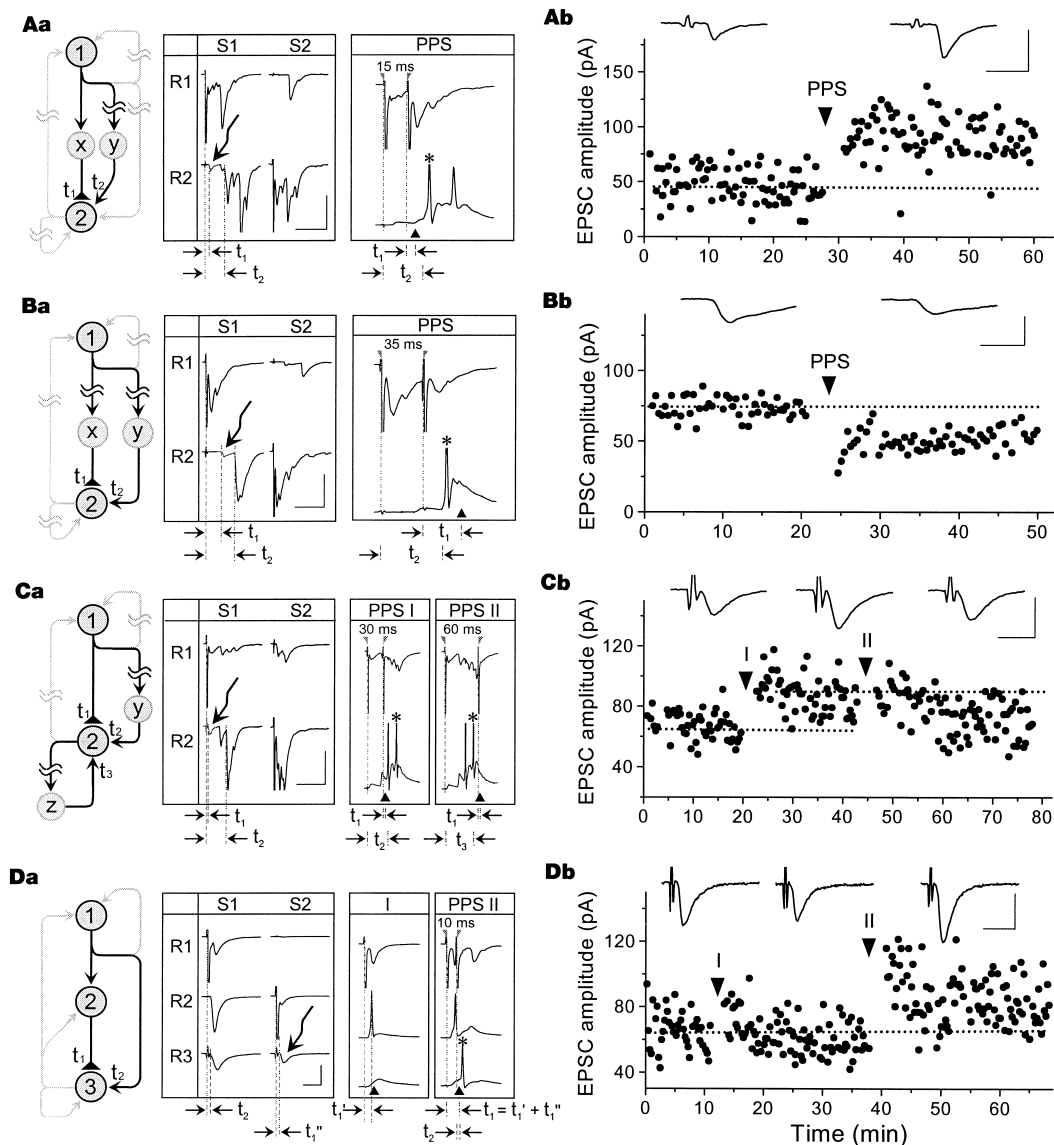 Aa
1
x
y
t1
t2
2
S1
S2
R1
R2
t1
t2
PPS
15 ms
*
t1
t2
Ab
EPSC amplitude (pA)
150
100
50
0
PPS
0
10
20
30
40
50
60
Ba
1
x
y
t1
t2
2
S1
S2
R1
R2
t1
t2
PPS
35 ms
*
t1
t2
Bb
EPSC amplitude (pA)
100
50
0
PPS
0
10
20
30
40
50
Ca
1
y
t1
t2
2
t3
z
S1
S2
R1
R2
t1
t2
PPS I
30 ms
*
t1
t2
PPS II
60 ms
*
t1
t3
Cb
EPSC amplitude (pA)
120
80
40
I
II
0
10
20
30
40
50
60
70
80
Da
1
2
t1
t2
3
S1
S2
R1
R2
R3
t2
t1"
I
t1
PPS II
10 ms
*
t1 = t1' + t1"
t2
Db
EPSC amplitude (pA)
120
80
40
I
II
0
10
20
30
40
50
60
70
Time (min)